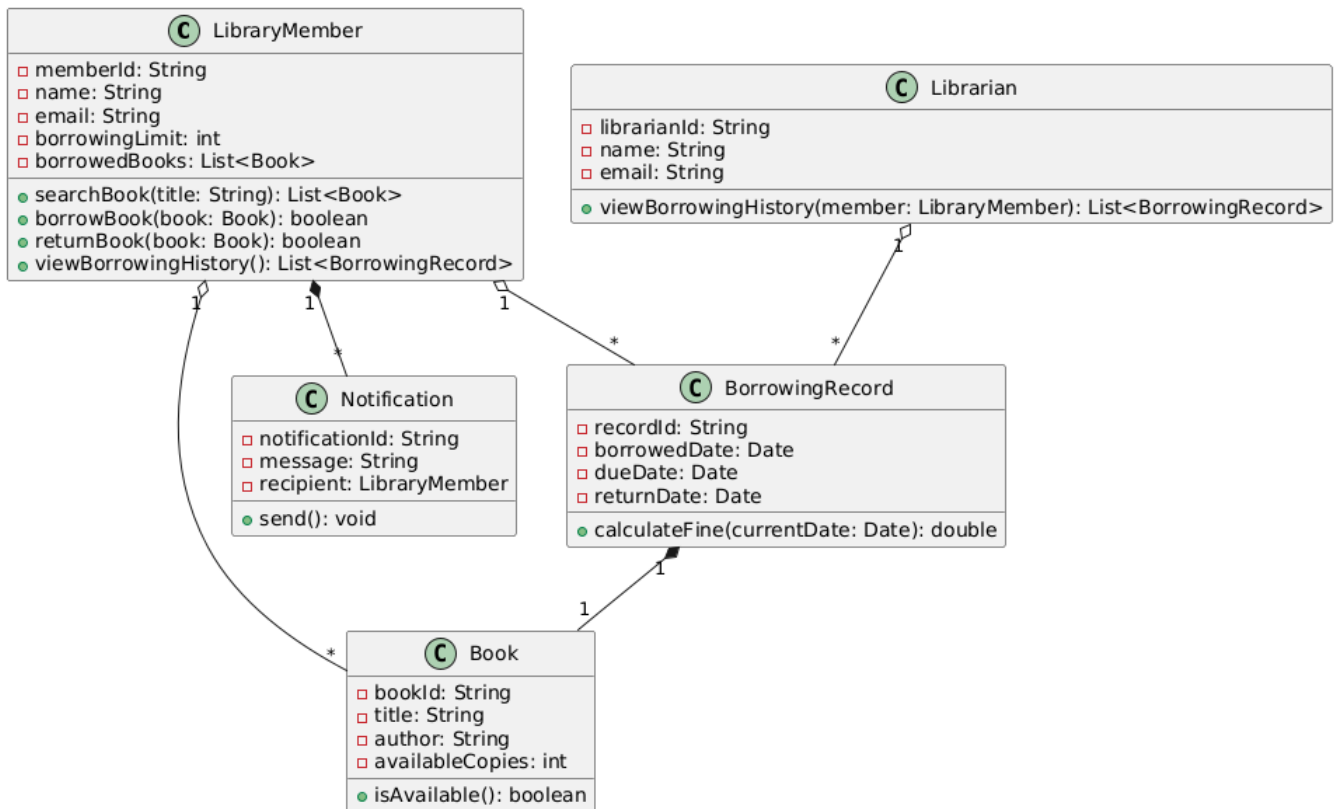 C LibraryMember
memberId: String
name: String
email: String
borrowingLimit: int
borrowedBooks: List<Book>
searchBook(title: String): List<Book>
borrowBook(book: Book): boolean
returnBook(book: Book): boolean
viewBorrowingHistory(): List<BorrowingRecord>
C Librarian
librarianId: String
name: String
email: String
viewBorrowingHistory(member: LibraryMember): List<BorrowingRecord>
1
1
1
1
*
*
*
C Notification
notificationId: String
message: String
recipient: LibraryMember
send(): void
C BorrowingRecord
recordId: String
borrowedDate: Date
dueDate: Date
returnDate: Date
calculateFine(currentDate: Date): double
1
1
*
C Book
bookId: String
title: String
author: String
availableCopies: int
isAvailable(): boolean